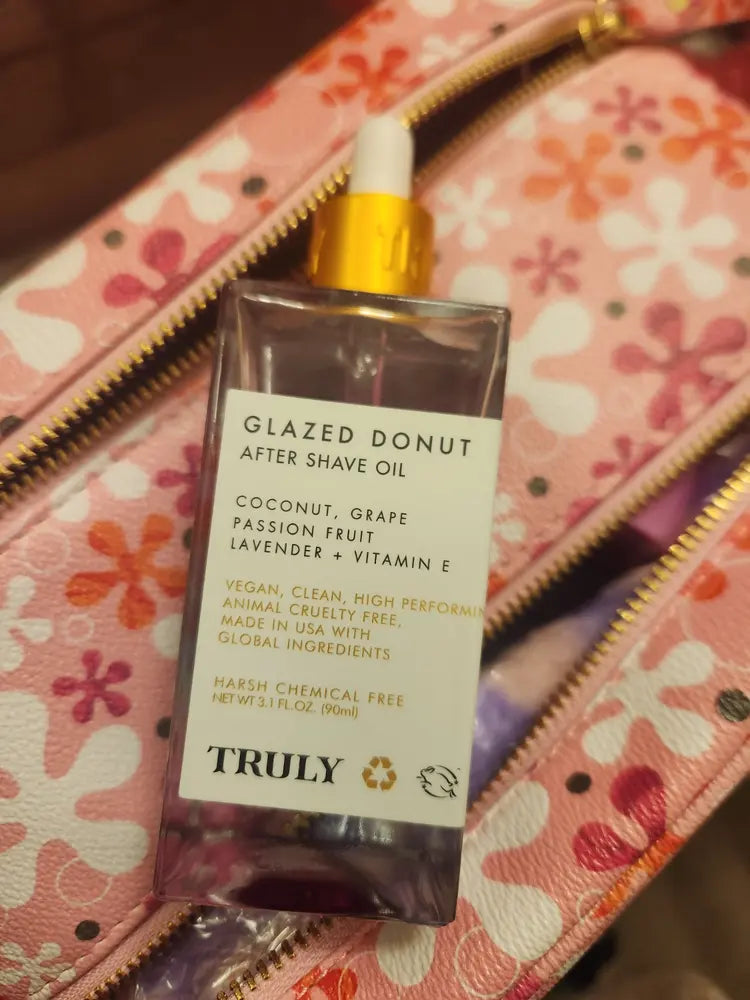 GLAZED DONUT
AFTER SHAVE OIL
COCONUT, GRAPE
PASSION FRUIT
LAVENDER + VITAMIN E
VEGAN, CLEAN, HIGH PERFORMIN
ANIMAL CRUELTY FREE,
MADE IN USA WITH
GLOBAL INGREDIENTS
HARSH CHEMICAL FREE
NET WT 3.1 FL.OZ. (90ml)
TRULY